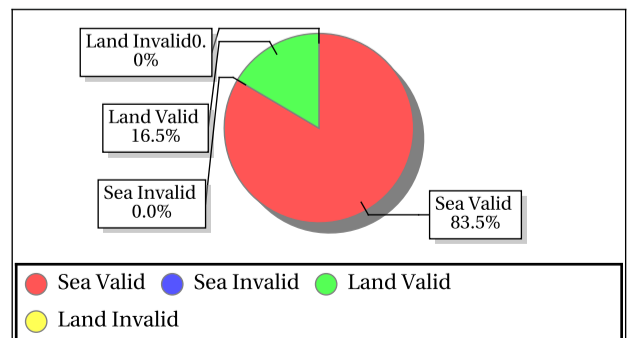 Land Invalid0.
0%
Land Valid
16.5%
Sea Invalid
0.0%
Sea Valid
83.5%
Sea Valid Sea Invalid Land Valid
Land Invalid